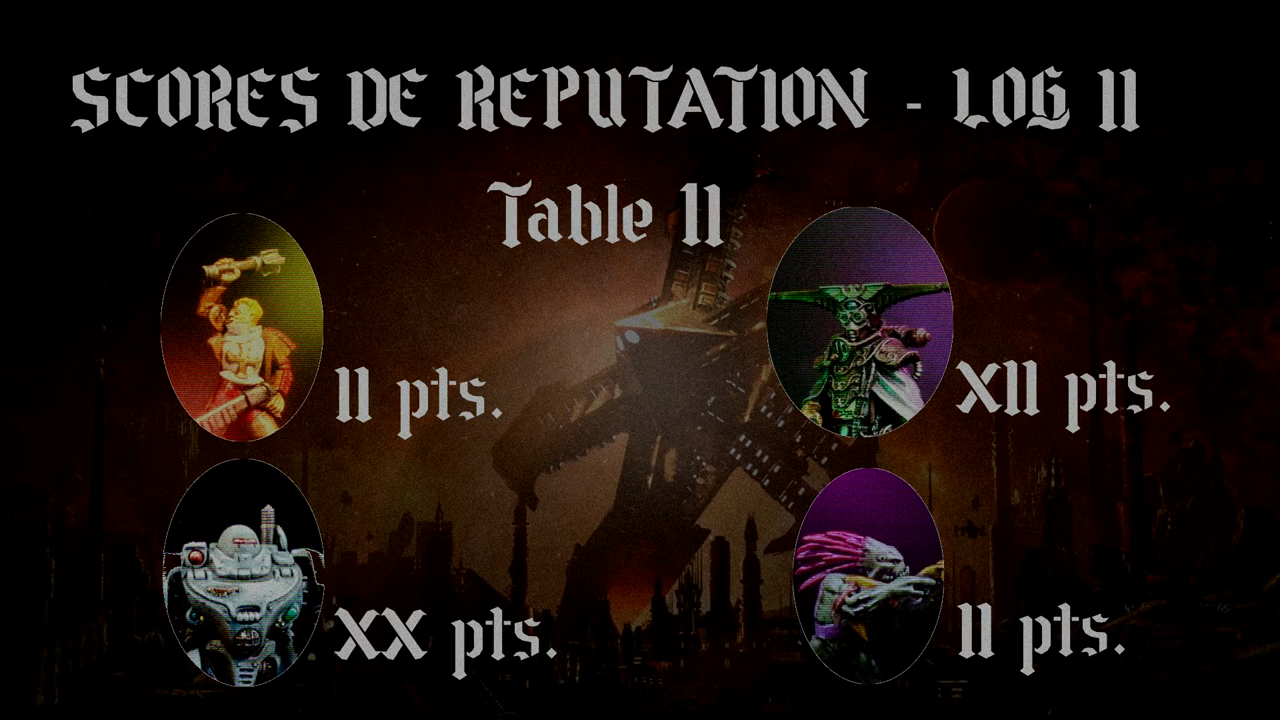 SCORES DE REPUTATION - LOG II
Table II
II pts.
XII pts.
XX pts.
II pts.